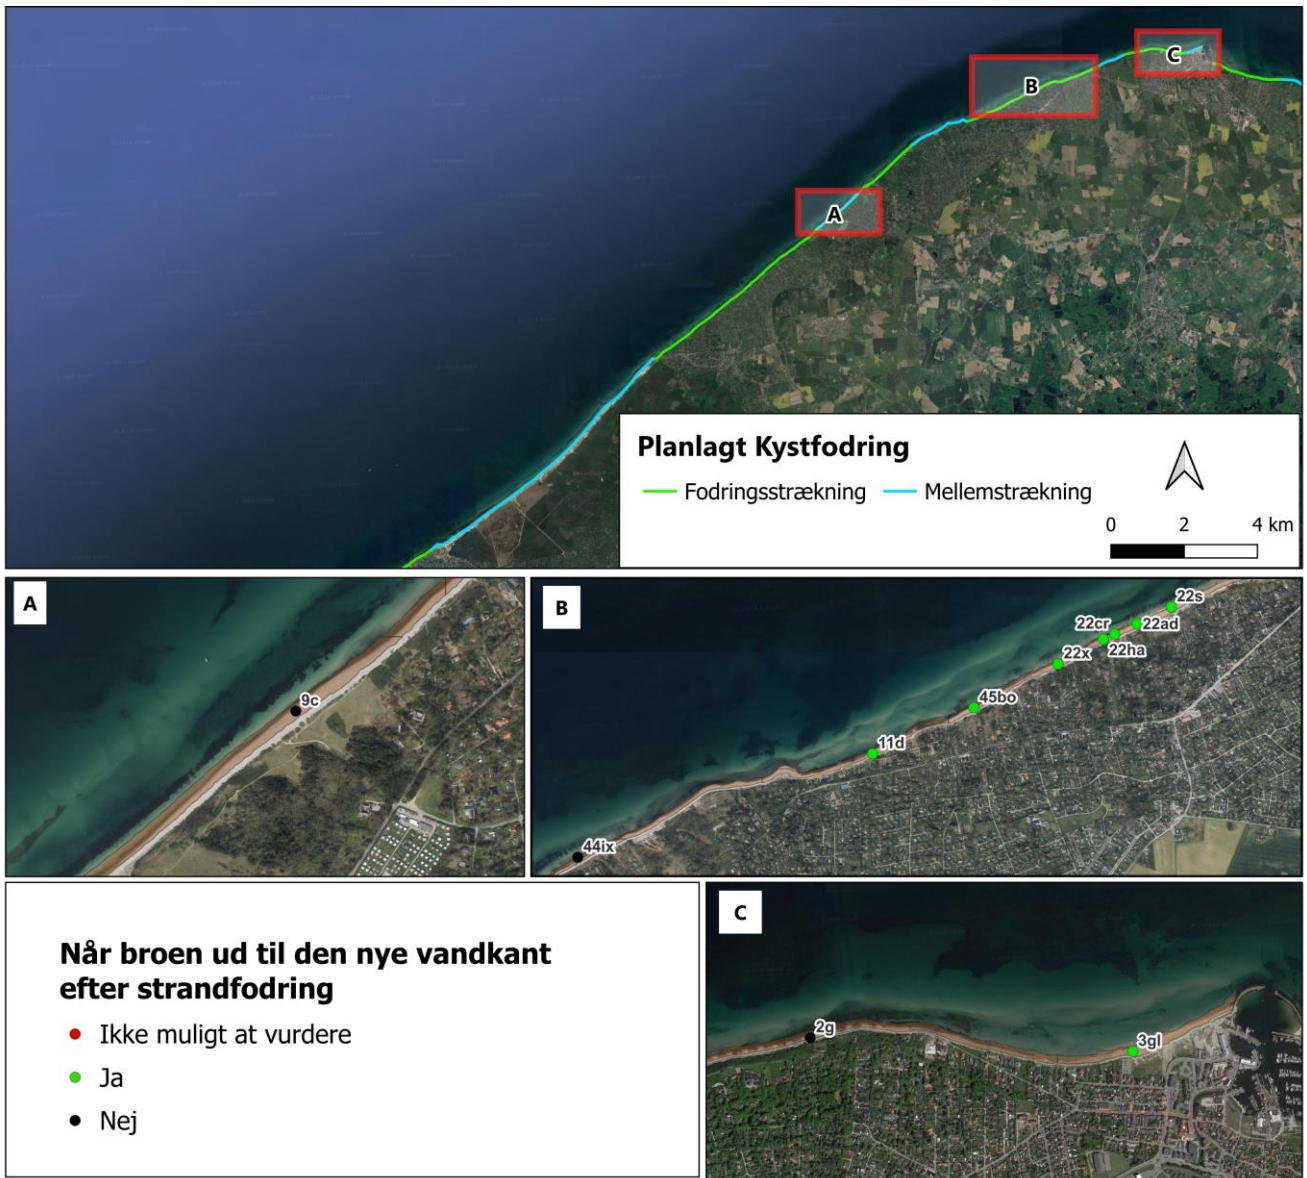 A
B
C
Planlagt Kystfodring
Fodringsstrækning
Mellemstrækning
0 2 4 km
A
9c
B
22s
22cr
22ad
22ha
22x
45bo
11d
44ix
Når broen ud til den nye vandkant
efter strandfodring
Ikke muligt at vurdere
Ja
Nej
C
2g
3gl